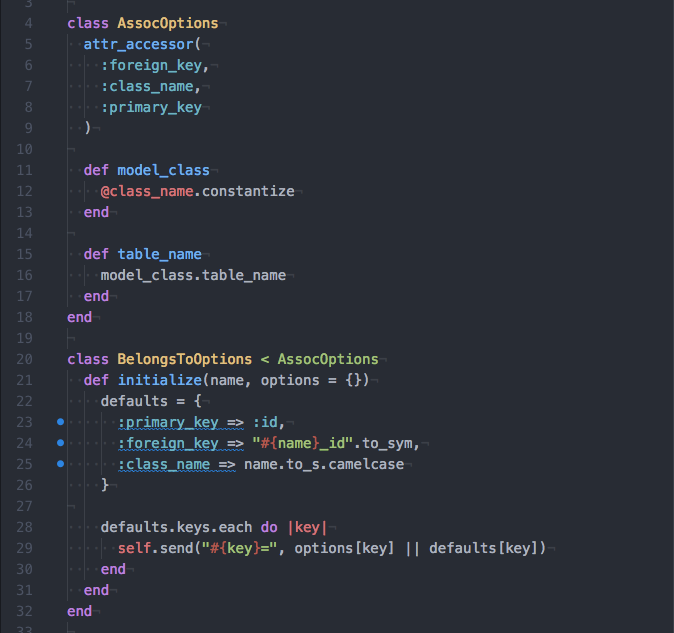 3
4 class AssocOptions
5   attr_accessor(
6     :foreign_key,
7     :class_name,
8     :primary_key
9   )
10
11   def model_class
12     @class_name.constantize
13   end
14
15   def table_name
16     model_class.table_name
17   end
18 end
19
20 class BelongsToOptions < AssocOptions
21   def initialize(name, options = {})
22     defaults = {
23       :primary_key => :id,
24       :foreign_key => "#{name}_id".to_sym,
25       :class_name => name.to_s.camelcase
26     }
27
28     defaults.keys.each do |key|
29       self.send("#{key}=", options[key] || defaults[key])
30     end
31   end
32 end
33